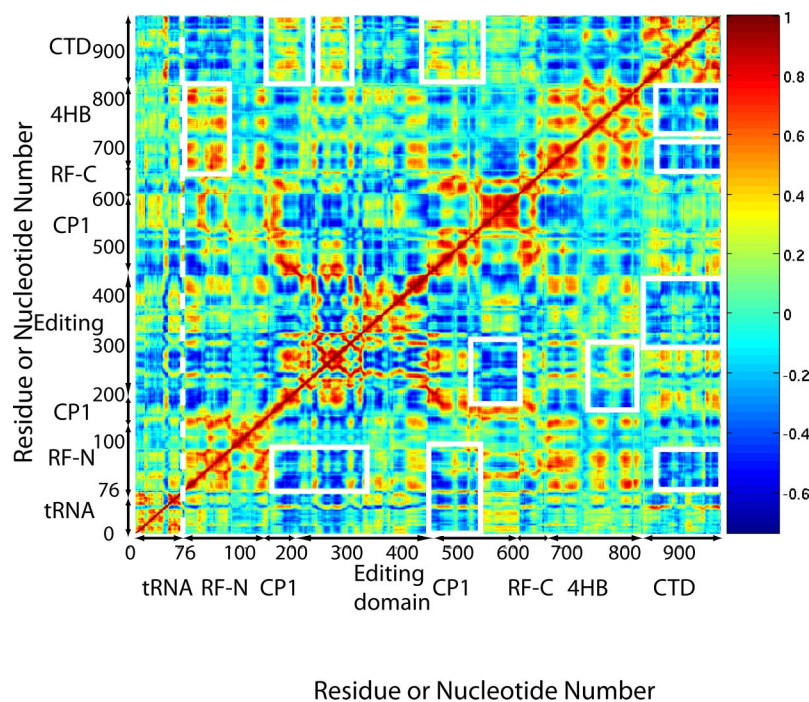 CTD
900
800
4HB
700
RF-C
600
CP1
500
400
Editing
300
200
CP1
100
RF-N
76
tRNA
0
Residue or Nucleotide Number
0 76 100 200 300 400 500 600 700 800 900
tRNA RF-N CP1 Editing domain CP1 RF-C 4HB CTD
Residue or Nucleotide Number
1
0.8
0.6
0.4
0.2
0
-0.2
-0.4
-0.6